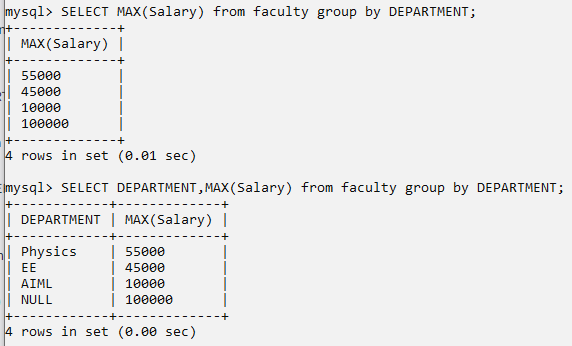 mysql> SELECT MAX(Salary) from faculty group by DEPARTMENT;
+-------------+
| MAX(Salary) |
+-------------+
| 55000       |
| 45000       |
| 10000       |
| 100000      |
+-------------+
4 rows in set (0.01 sec)
mysql> SELECT DEPARTMENT,MAX(Salary) from faculty group by DEPARTMENT;
+------------+-------------+
| DEPARTMENT | MAX(Salary) |
+------------+-------------+
| Physics    | 55000       |
| EE         | 45000       |
| AIML       | 10000       |
| NULL       | 100000      |
+------------+-------------+
4 rows in set (0.00 sec)